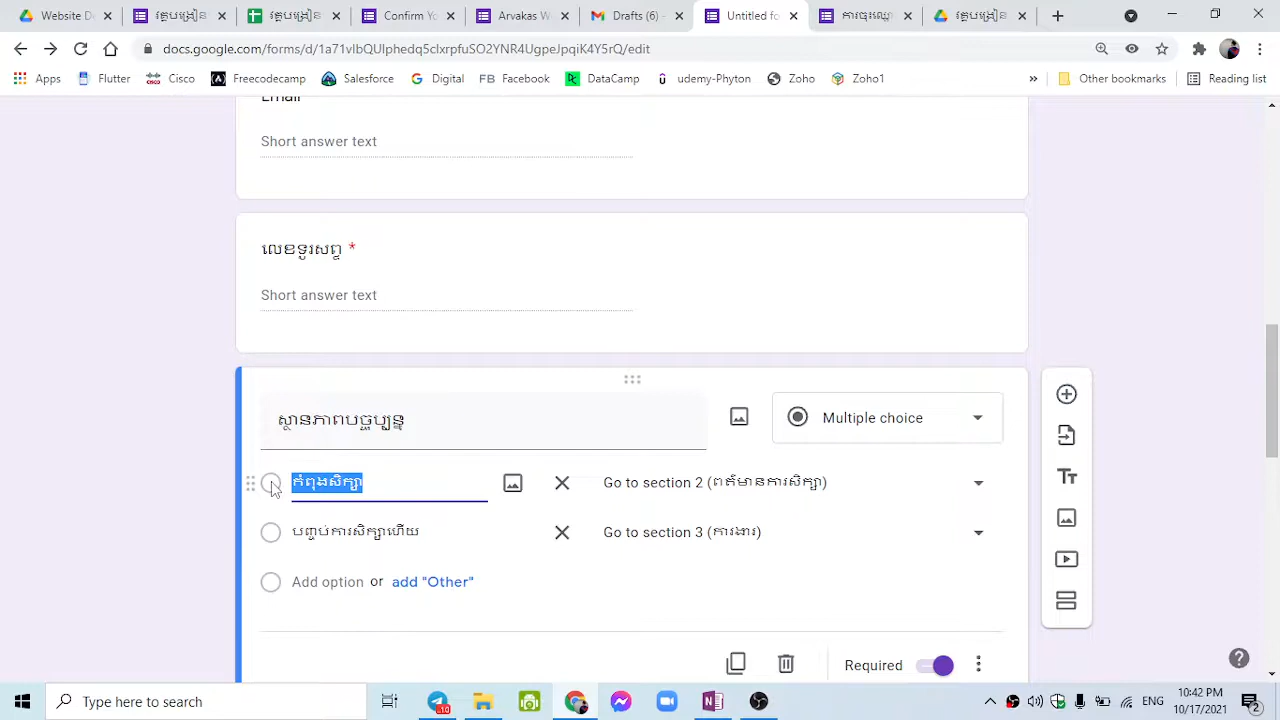 Website D
Confirm Yo
Arvakas W
Drafts (6) -
Untitled fo
docs.google.com/forms/d/1a71vlbQUIphedq5clxrpfuSO2YNR4UgpeJpqiK4Y5rQ/edit
Apps Flutter Cisco Freecodecamp Salesforce Digital FB Facebook DataCamp udemy-Phyton Zoho Zoho1 » Other bookmarks Reading list
Email
Short answer text
លេខទូរសព្ទ *
Short answer text
ស្ថានភាពបច្ចុប្បន្ន
Multiple choice
កំពុងសិក្សា
Go to section 2 (ពត៌មានការសិក្សា)
បញ្ចប់ការសិក្សាហើយ
Go to section 3 (ការងារ)
Add option or add "Other"
Required
Type here to search
ENG
10:42 PM
10/17/2021